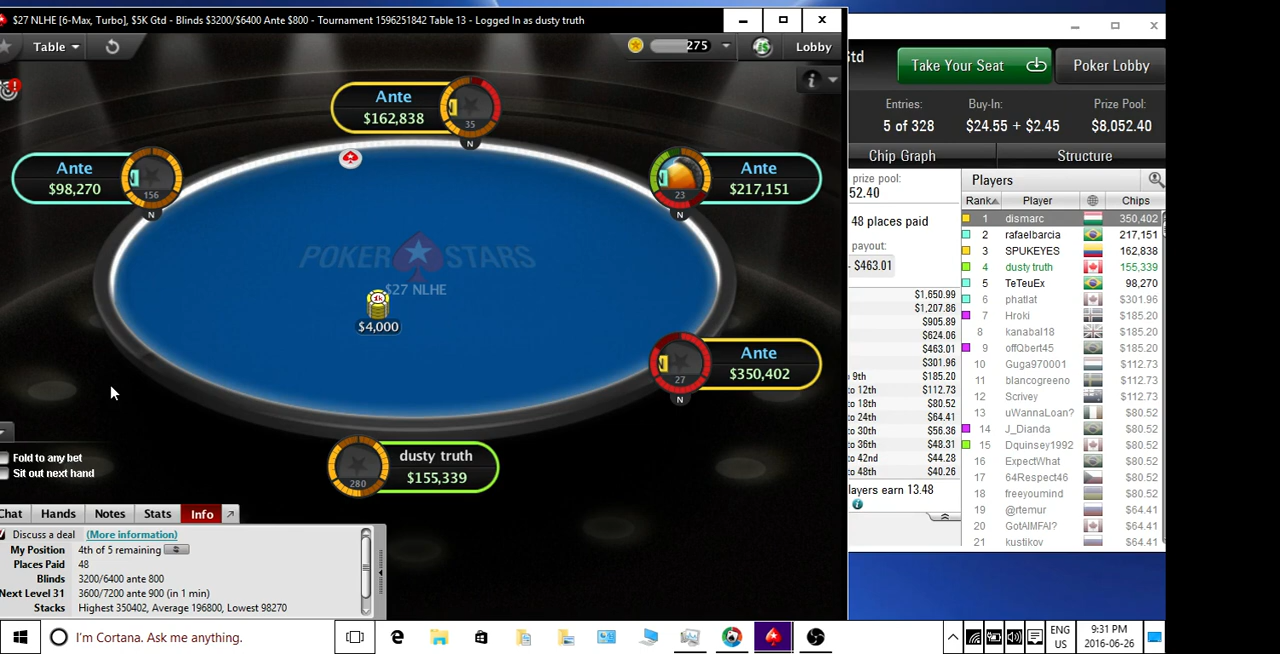 $27 NLHE [6-Max, Turbo], $5K Gtd - Blinds $3200/$6400 Ante $800 - Tournament 1596251842 Table 13 - Logged In as dusty truth
Table
275
Lobby
Ante
$162,838
35
N
Ante
$98,270
156
N
Ante
$217,151
23
N
POKER STARS
$27 NLHE
$4,000
Ante
$350,402
27
N
dusty truth
$155,339
280
Fold to any bet
Sit out next hand
Chat Hands Notes Stats Info
Discuss a deal (More information)
My Position 4th of 5 remaining
Places Paid 48
Blinds 3200/6400 ante 800
Next Level 31 3600/7200 ante 900 (in 1 min)
Stacks Highest 350402, Average 196800, Lowest 98270
Std
Take Your Seat
Poker Lobby
Entries: Buy-In: Prize Pool:
5 of 328 $24.55 + $2.45 $8,052.40
Chip Graph Structure
prize pool:
52.40
48 places paid
payout:
- $463.01
$1,650.99
$1,207.86
$905.89
$624.06
$463.01
$301.96
9th $185.20
to 12th $112.73
to 18th $80.52
to 24th $64.41
to 30th $56.36
to 36th $48.31
to 42nd $44.28
to 48th $40.26
layers earn 13.48
Players
Rank Player Chips
1 dismarc 350,402
2 rafaelbarcia 217,151
3 SPUKEYES 162,838
4 dusty truth 155,339
5 TeTeuEx 98,270
6 phatlat $301.96
7 Hroki $185.20
8 kanabal18 $185.20
9 offQbert45 $185.20
10 Guga970001 $112.73
11 blancogreeno $112.73
12 Scrivey $112.73
13 uWannaLoan? $80.52
14 J_Dianda $80.52
15 Dquinsey1992 $80.52
16 ExpectWhat $80.52
17 64Respect46 $80.52
18 freeyoumind $80.52
19 @rtemur $64.41
20 GotAIMFAI? $64.41
21 kustikov $64.41
I'm Cortana. Ask me anything.
ENG
US
9:31 PM
2016-06-26